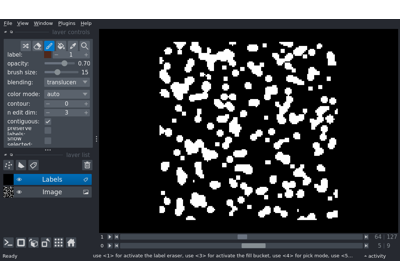 File View Window Plugins Help
layer controls
label: 1
opacity: 0.70
brush size: 15
blending: translucen
color mode: auto
contour: 0
n edit dim: 3
contiguous:
preserve
labels:
show
selected:
layer list
Labels
Image
1 64 127
0 5 9
Ready use <1> for activate the label eraser, use <3> for activate the fill bucket, use <4> for pick mode, use <5... activity